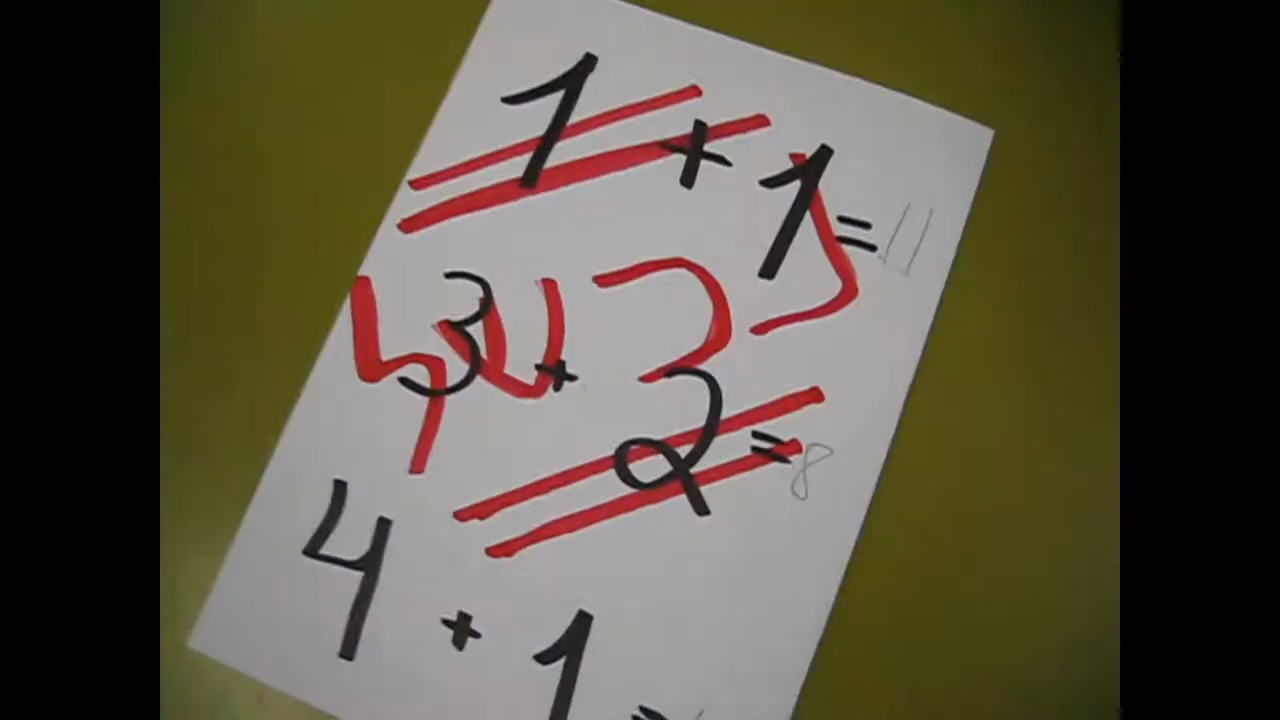 1 + 1 = 11
3 + 2 = 8
4 + 1 =